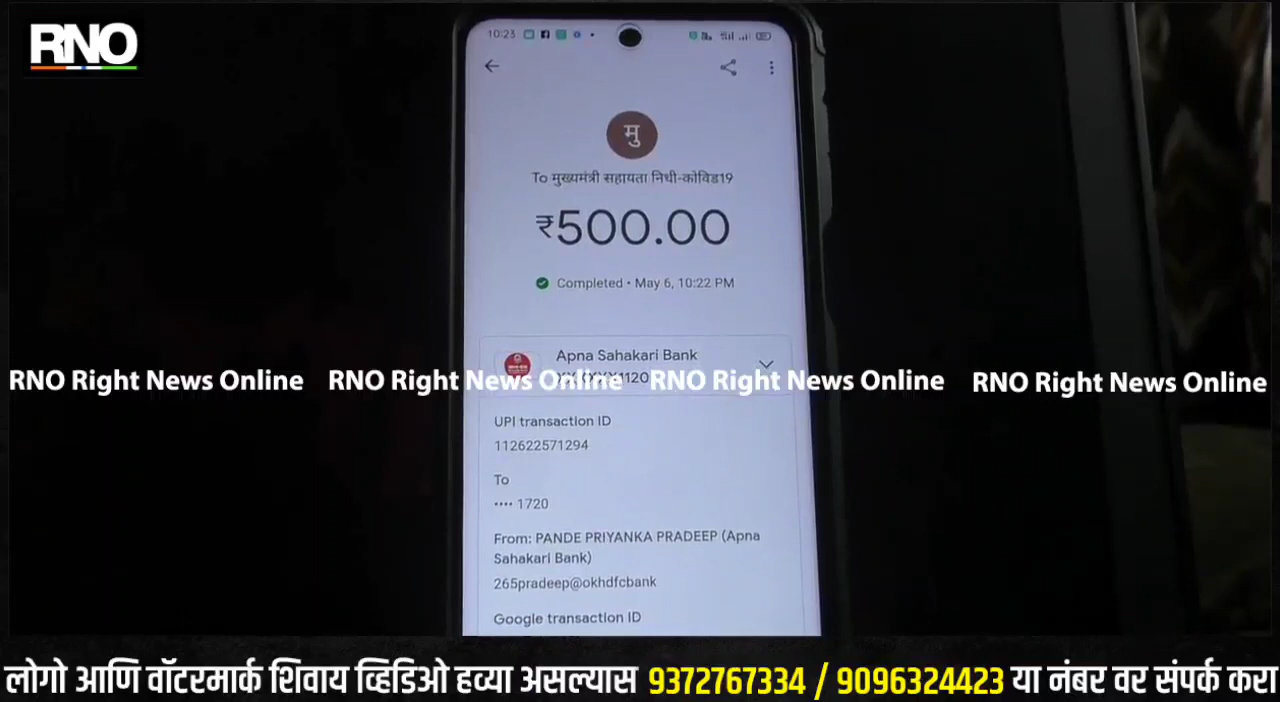 RNO
10:23
मु
To मुख्यमंत्री सहायता निधी-कोविड19
₹500.00
Completed • May 6, 10:22 PM
Apna Sahakari Bank
RNO Right News Online RNO Right News Online RNO Right News Online RNO Right News Online
UPI transaction ID
112622571294
To
•••• 1720
From: PANDE PRIYANKA PRADEEP (Apna
Sahakari Bank)
265pradeep@okhdfcbank
Google transaction ID
लोगो आणि वॉटरमार्क शिवाय व्हिडिओ हव्या असल्यास 9372767334 / 9096324423 या नंबर वर संपर्क करा